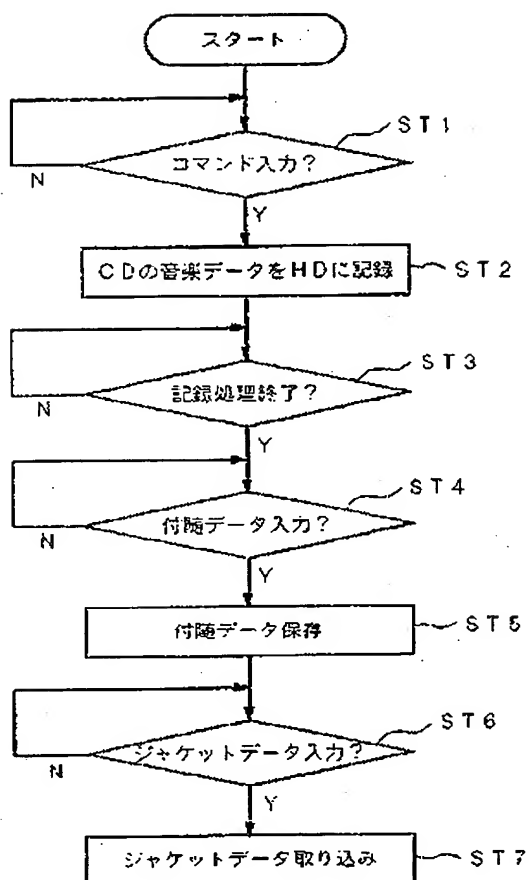 スタート
ST1
コマンド入力?
N
Y
CDの音楽データをHDに記録
ST2
ST3
記録処理終了?
N
Y
ST4
付随データ入力?
N
Y
付随データ保存
ST5
ST6
ジャケットデータ入力?
N
Y
ジャケットデータ取り込み
ST7